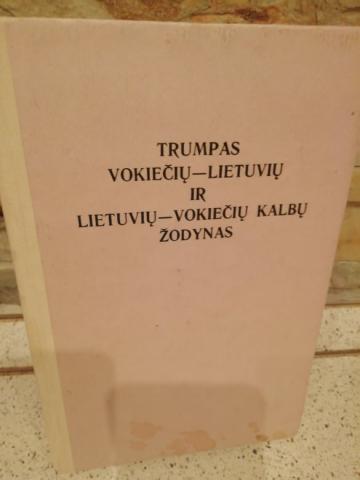 TRUMPAS
VOKIEČIŲ—LIETUVIŲ
IR
LIETUVIŲ—VOKIEČIŲ KALBŲ
ŽODYNAS